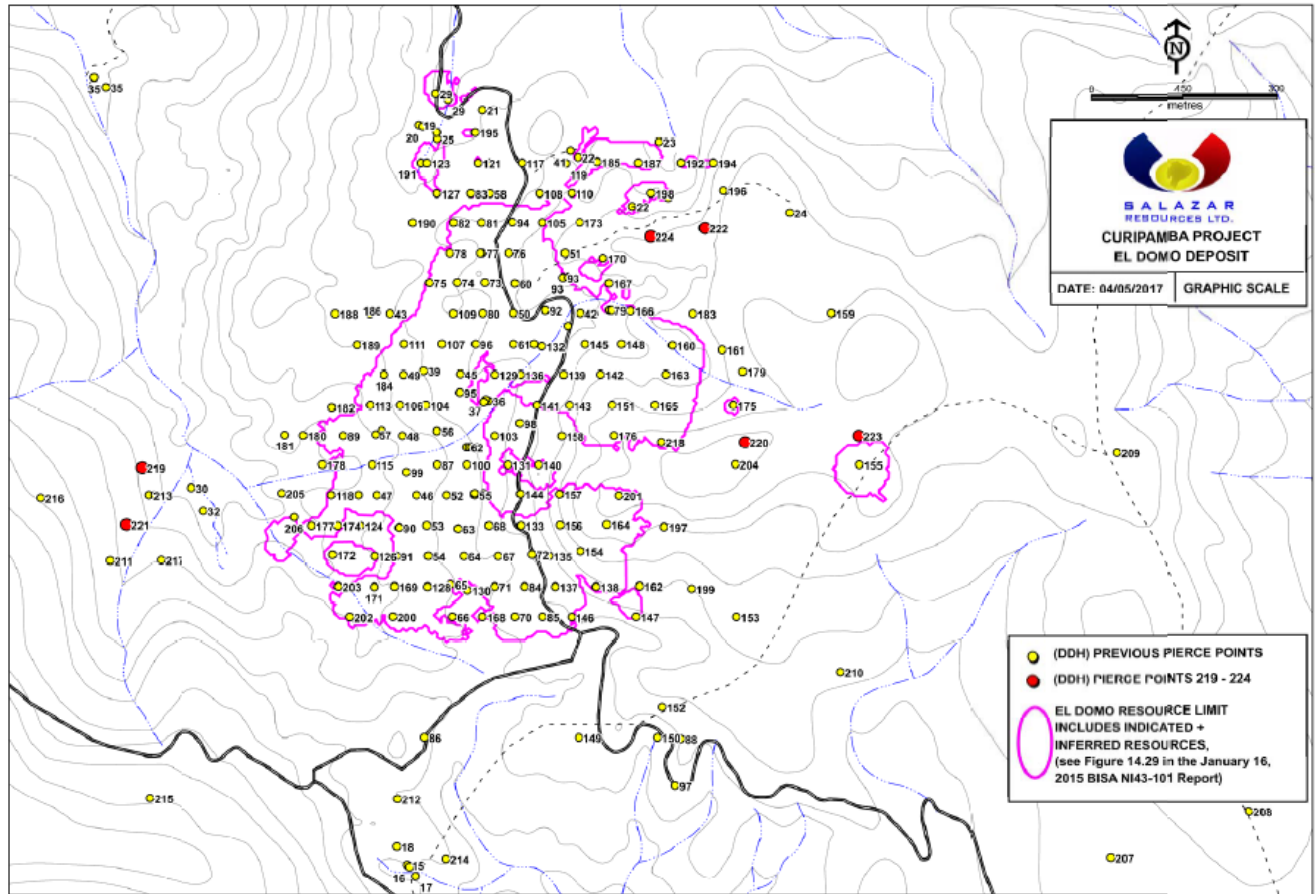 N
0 150 300
metres
SALAZAR
RESOURCES LTD.
CURIPAMBA PROJECT
EL DOMO DEPOSIT
DATE: 04/05/2017 GRAPHIC SCALE
35 35
29
29 21
20 19
25 195
23
191 123 121 117 41 22 185 187 192 194
119
127 83 58 108 110 198 196
22 24
190 82 81 94 105 173 222
224
78 77 76 51 170
75 74 73 60 93 167
93
188 186 43 109 80 50 92 42 79 166 183 159
189 111 107 96 61 132 145 148 160 161
184 49 39 45 129 136 139 142 163 179
95
182 113 106 104 37 36 141 143 151 165 175
98
181 180 89 57 48 56 103 158 176 218 220 223
62 209
219 178 115 99 87 100 131 140 204 155
216 213 30 205 118 47 46 52 55 144 157 201
32
221 206 177 174 124 90 53 63 68 133 156 164 197
211 217 172 126 91 54 64 67 72 135 154
203 171 169 128 65 130 71 84 137 138 162 199
202 200 66 168 70 85 146 147 153
210
152
86 149 150 88
97
215 212
208
18 214 207
16 15
17
(DDH) PREVIOUS PIERCE POINTS
(DDH) PIERCE POINTS 219 - 224
EL DOMO RESOURCE LIMIT
INCLUDES INDICATED +
INFERRED RESOURCES,
(see Figure 14.29 in the January 16,
2015 BISA NI43-101 Report)